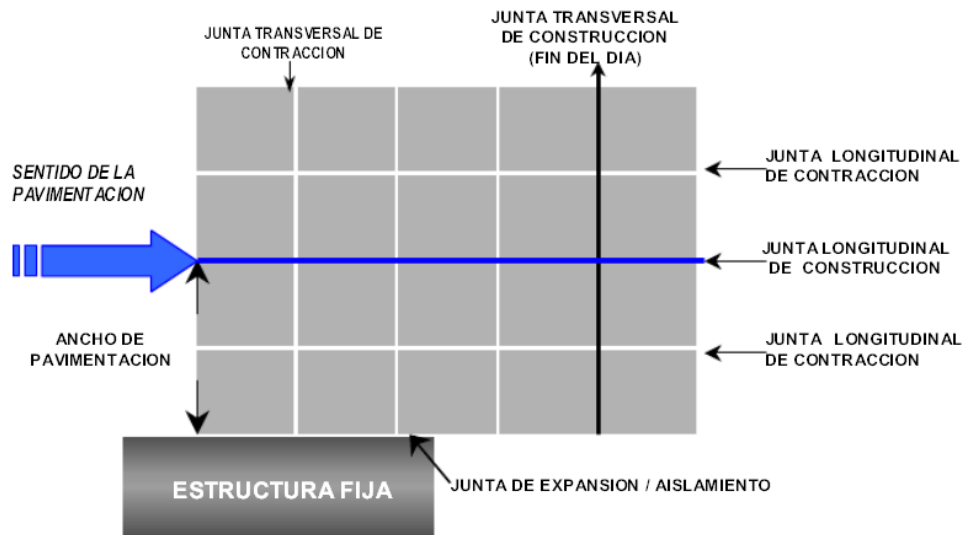 JUNTA TRANSVERSAL DE
CONTRACCION
JUNTA TRANSVERSAL
DE CONSTRUCCION
(FIN DEL DIA)
SENTIDO DE LA
PAVIMENTACION
JUNTA LONGITUDINAL
DE CONTRACCION
JUNTA LONGITUDINAL
DE CONSTRUCCION
ANCHO DE
PAVIMENTACION
JUNTA LONGITUDINAL
DE CONTRACCION
ESTRUCTURA FIJA
JUNTA DE EXPANSION / AISLAMIENTO